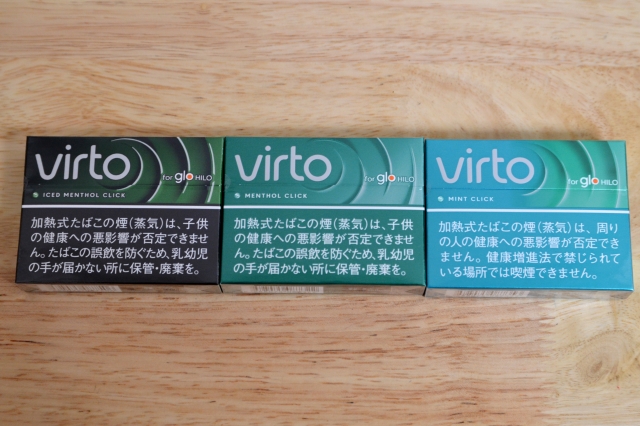 virto
for glo HILO
ICED MENTHOL CLICK
加熱式たばこの煙(蒸気)は、子供
の健康への悪影響が否定できませ
ん。たばこの誤飲を防ぐため、乳幼児
の手が届かない所に保管・廃棄を。
virto
for glo HILO
MENTHOL CLICK
加熱式たばこの煙(蒸気)は、子供
の健康への悪影響が否定できませ
ん。たばこの誤飲を防ぐため、乳幼児
の手が届かない所に保管・廃棄を。
virto
for glo HILO
MINT CLICK
加熱式たばこの煙(蒸気)は、周り
の人の健康への悪影響が否定できま
せん。健康増進法で禁じられて
いる場所では喫煙できません。